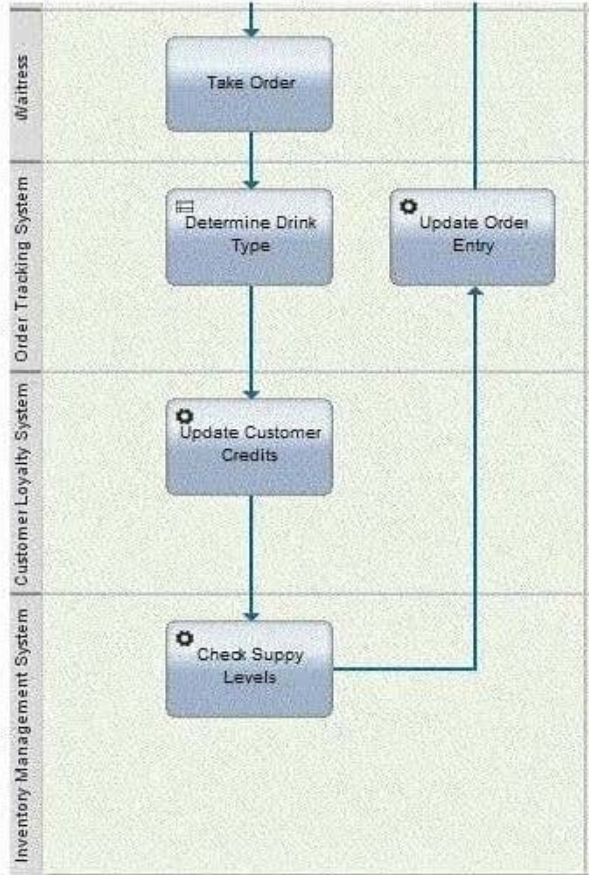 Waitress
Take Order
Order Tracking System
Determine Drink
Type
Update Order
Entry
Customer Loyalty System
Update Customer
Credits
Inventory Management System
Check Suppy
Levels